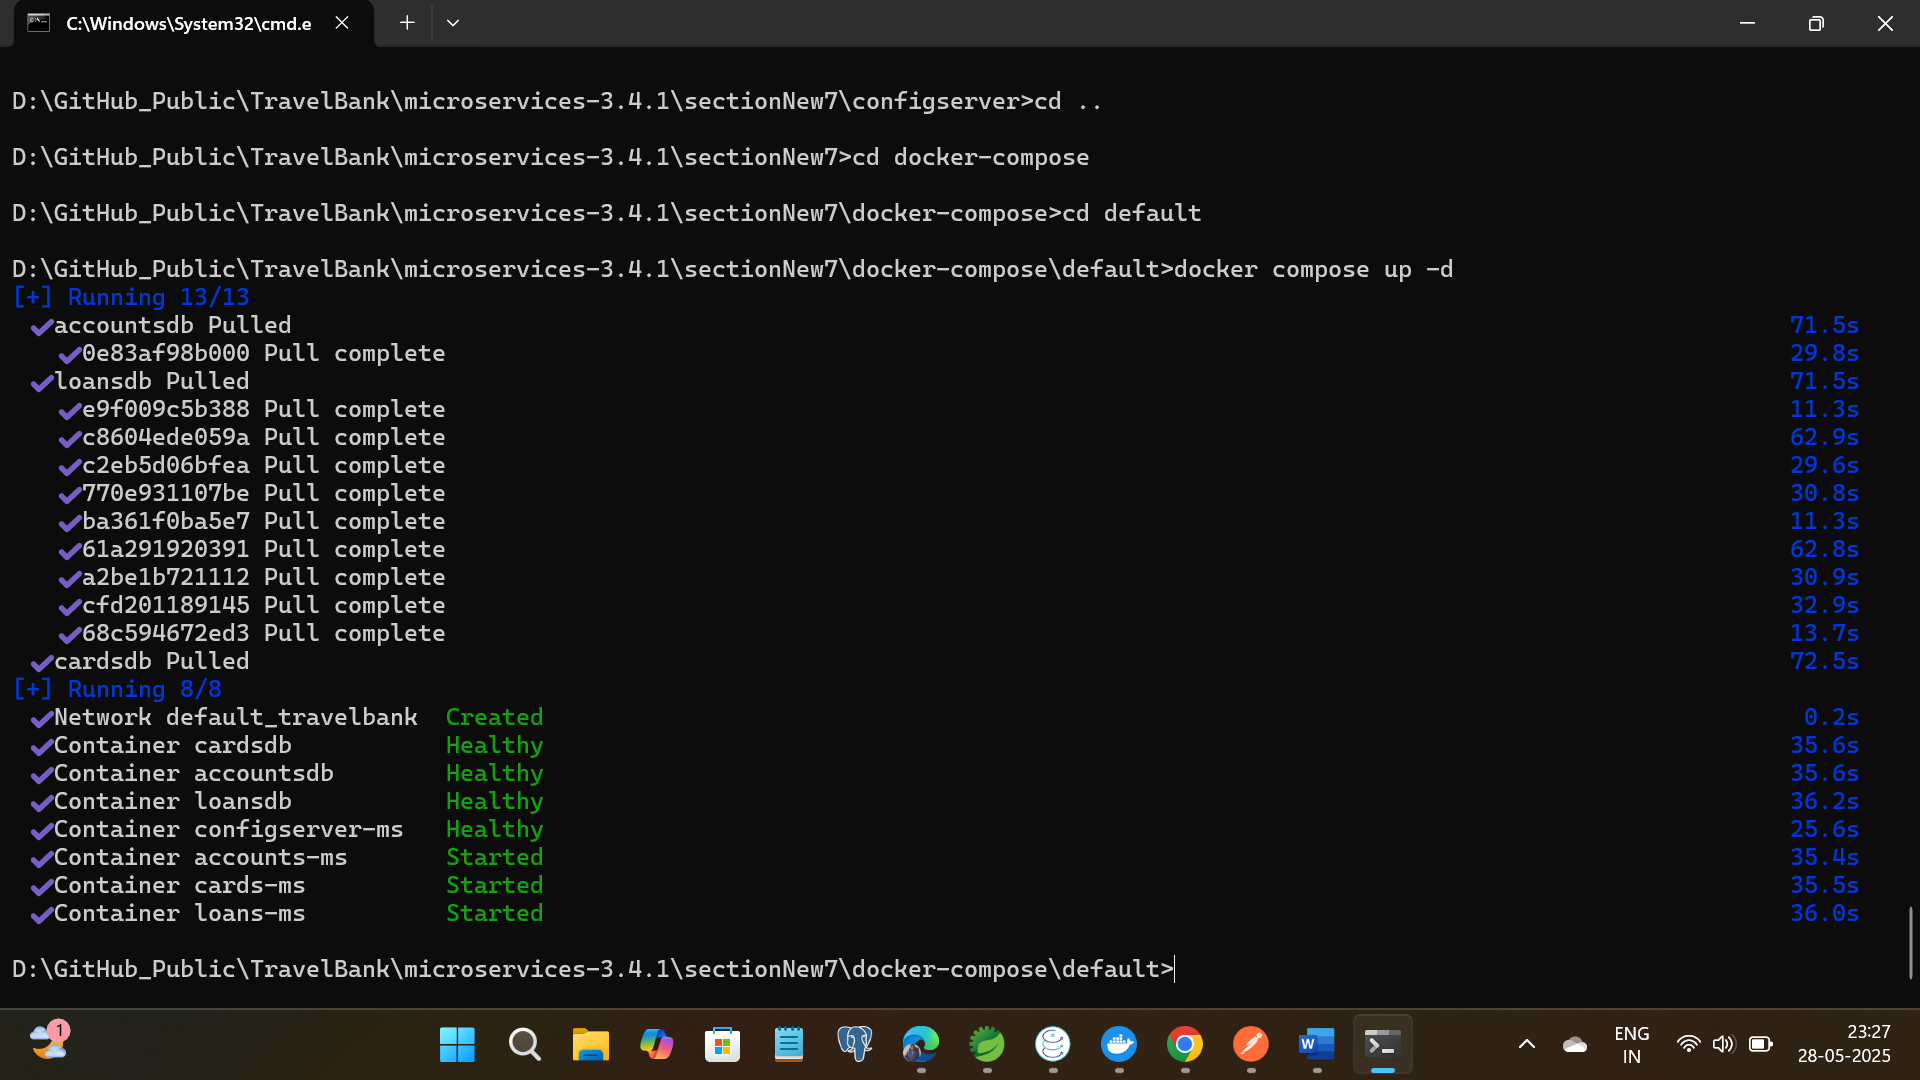 C:\Windows\System32\cmd.e
D:\GitHub_Public\TravelBank\microservices-3.4.1\sectionNew7\configserver>cd ..
D:\GitHub_Public\TravelBank\microservices-3.4.1\sectionNew7>cd docker-compose
D:\GitHub_Public\TravelBank\microservices-3.4.1\sectionNew7\docker-compose>cd default
D:\GitHub_Public\TravelBank\microservices-3.4.1\sectionNew7\docker-compose\default>docker compose up -d
[+] Running 13/13
✔accountsdb Pulled 71.5s
✔0e83af98b000 Pull complete 29.8s
✔loansdb Pulled 71.5s
✔e9f009c5b388 Pull complete 11.3s
✔c8604ede059a Pull complete 62.9s
✔c2eb5d06bfea Pull complete 29.6s
✔770e931107be Pull complete 30.8s
✔ba361f0ba5e7 Pull complete 11.3s
✔61a291920391 Pull complete 62.8s
✔a2be1b721112 Pull complete 30.9s
✔cfd201189145 Pull complete 32.9s
✔68c594672ed3 Pull complete 13.7s
✔cardsdb Pulled 72.5s
[+] Running 8/8
✔Network default_travelbank Created 0.2s
✔Container cardsdb Healthy 35.6s
✔Container accountsdb Healthy 35.6s
✔Container loansdb Healthy 36.2s
✔Container configserver-ms Healthy 25.6s
✔Container accounts-ms Started 35.4s
✔Container cards-ms Started 35.5s
✔Container loans-ms Started 36.0s
D:\GitHub_Public\TravelBank\microservices-3.4.1\sectionNew7\docker-compose\default>
1
W
ENG
IN
23:27
28-05-2025